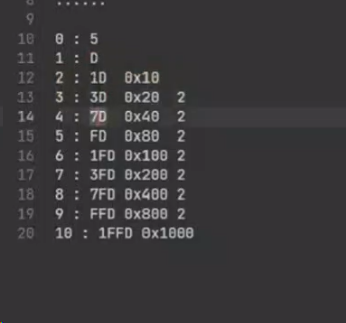 9
10 0 : 5
11 1 : D
12 2 : 1D 0x10
13 3 : 3D 0x20 2
14 4 : 7D 0x40 2
15 5 : FD 0x80 2
16 6 : 1FD 0x100 2
17 7 : 3FD 0x200 2
18 8 : 7FD 0x400 2
19 9 : FFD 0x800 2
20 10 : 1FFD 0x1000